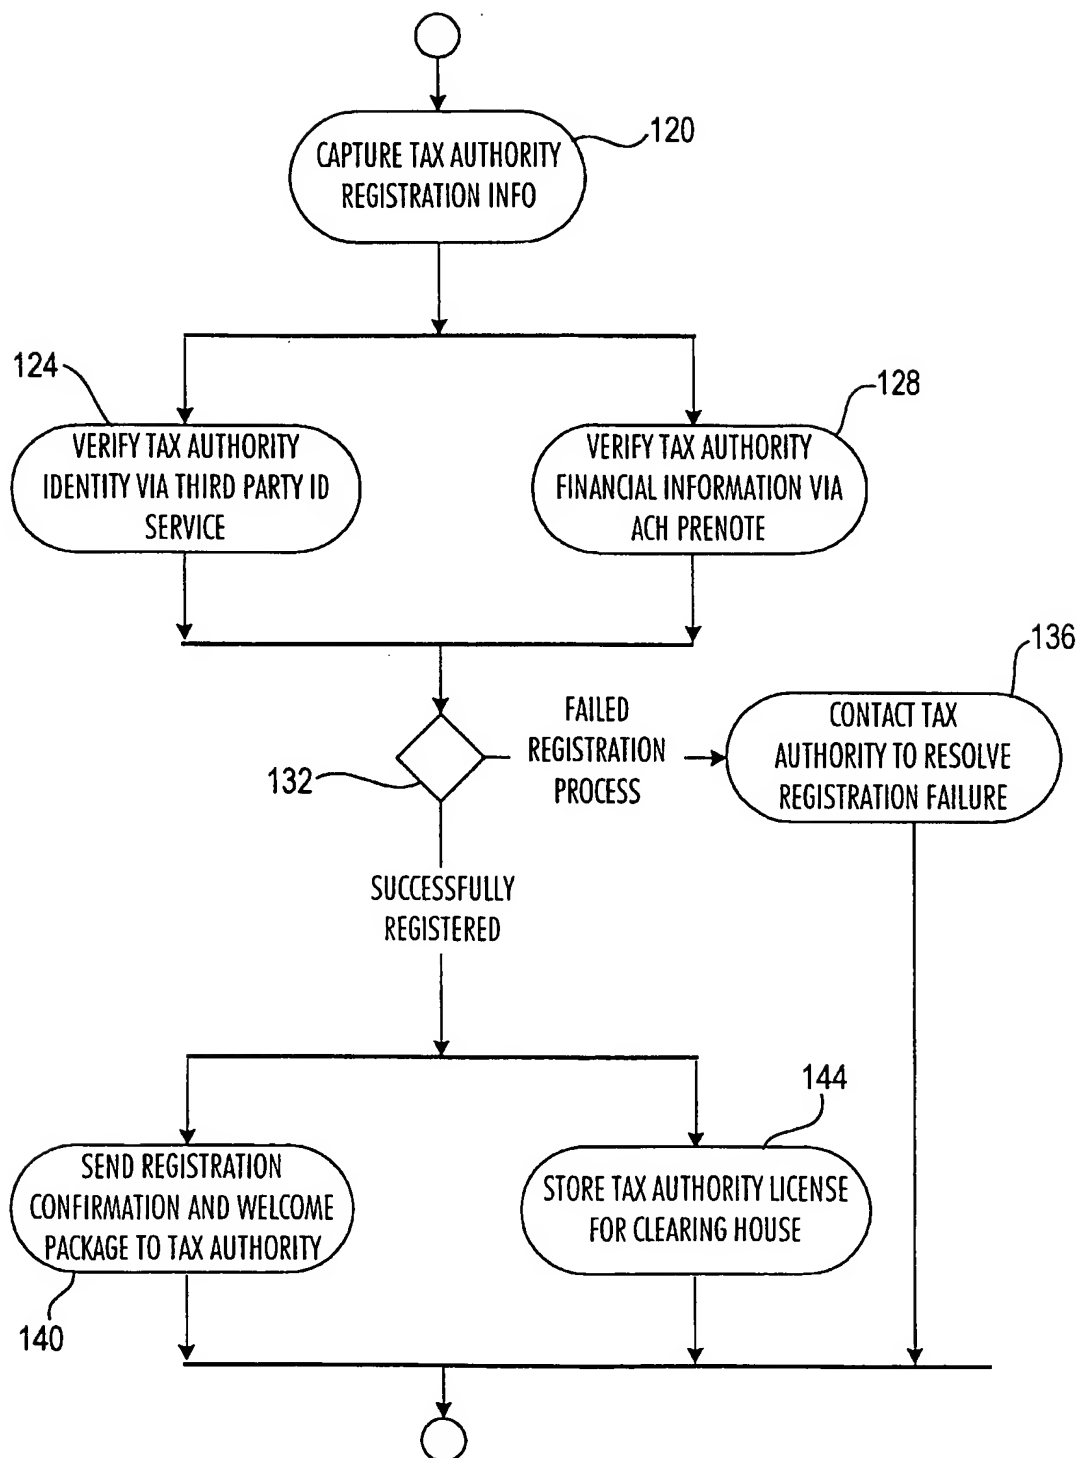 120
CAPTURE TAX AUTHORITY
REGISTRATION INFO
124
128
VERIFY TAX AUTHORITY
IDENTITY VIA THIRD PARTY ID
SERVICE
VERIFY TAX AUTHORITY
FINANCIAL INFORMATION VIA
ACH PRENOTE
136
FAILED
REGISTRATION
PROCESS
CONTACT TAX
AUTHORITY TO RESOLVE
REGISTRATION FAILURE
132
SUCCESSFULLY
REGISTERED
144
SEND REGISTRATION
CONFIRMATION AND WELCOME
PACKAGE TO TAX AUTHORITY
STORE TAX AUTHORITY LICENSE
FOR CLEARING HOUSE
140